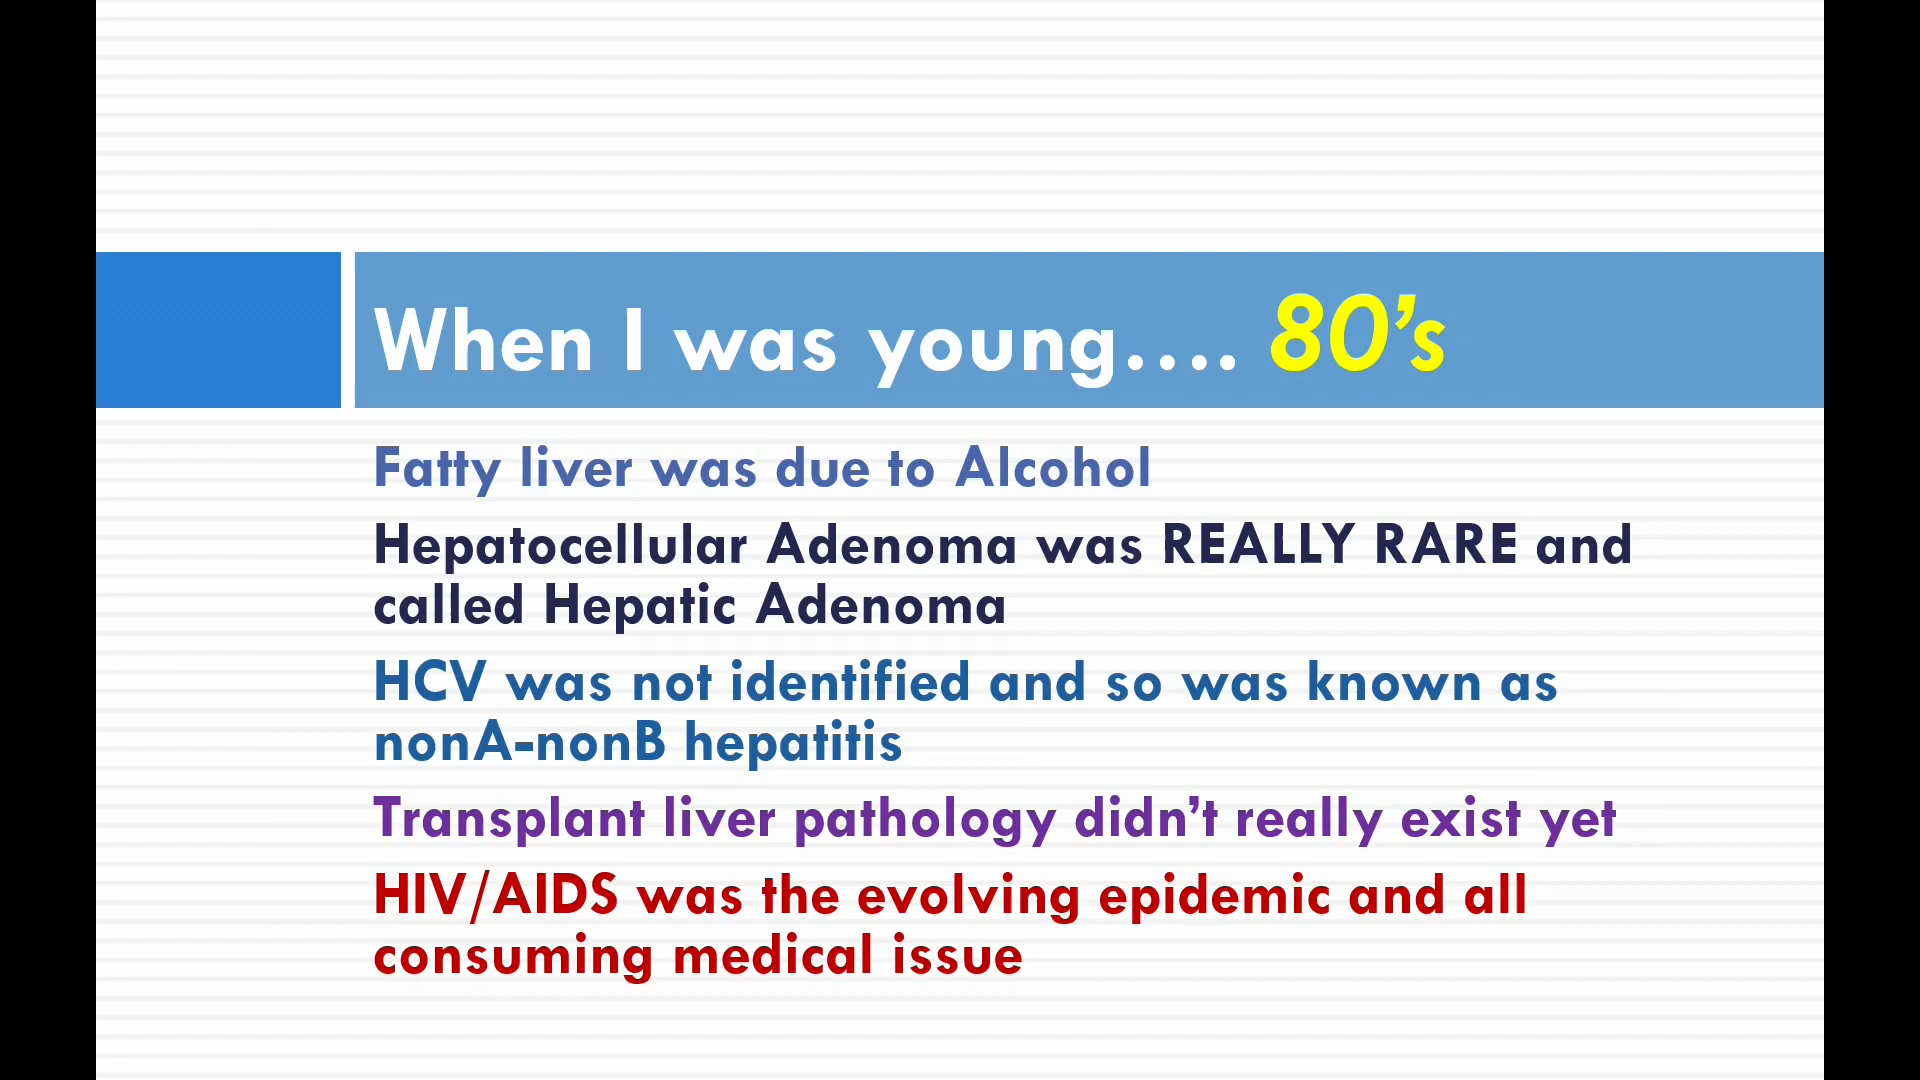 When I was young.... 80’s
Fatty liver was due to Alcohol
Hepatocellular Adenoma was REALLY RARE and
called Hepatic Adenoma
HCV was not identified and so was known as
nonA-nonB hepatitis
Transplant liver pathology didn’t really exist yet
HIV/AIDS was the evolving epidemic and all
consuming medical issue